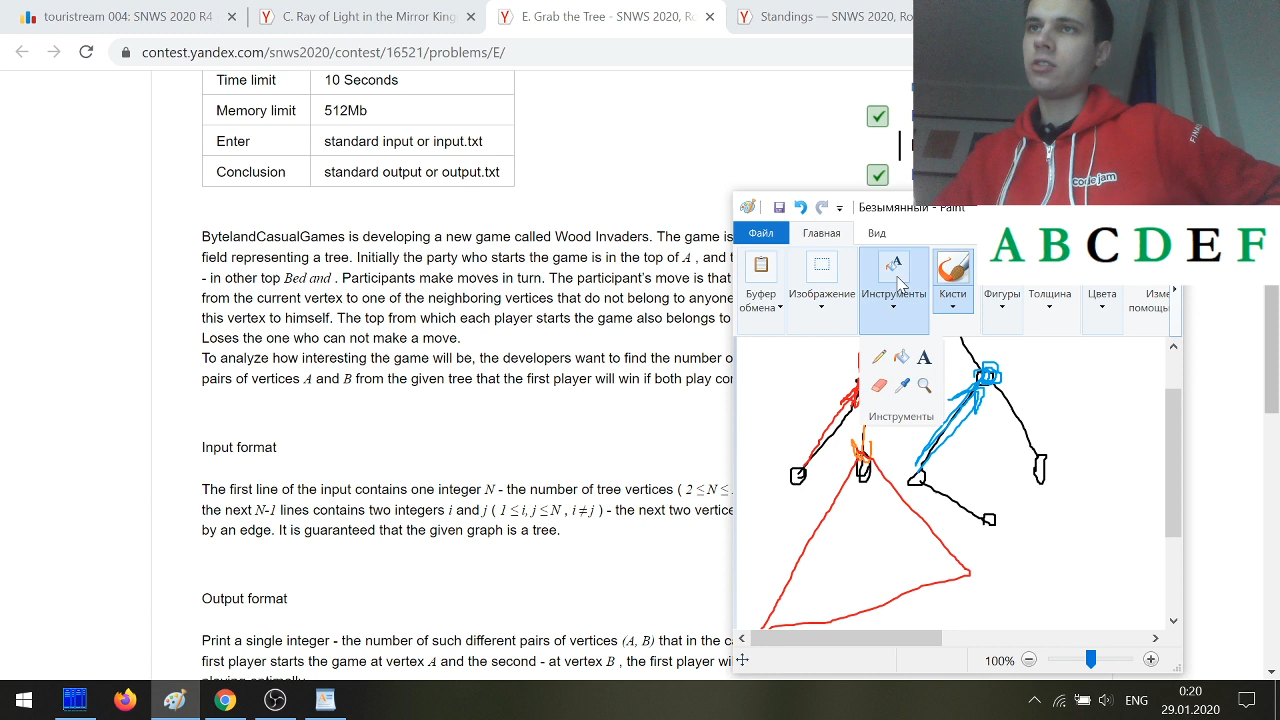 touristream 004: SNWS 2020 R4
C. Ray of Light in the Mirror King
E. Grab the Tree - SNWS 2020, Ro
Standings — SNWS 2020, Ro
contest.yandex.com/snws2020/contest/16521/problems/E/
Time limit 10 Seconds
Memory limit 512Mb
Enter standard input or input.txt
Conclusion standard output or output.txt
BytelandCasualGames is developing a new game called Wood Invaders. The game is
field representing a tree. Initially the party who starts the game is in the top of A , and
- in other top Bed and . Participants make moves in turn. The participant's move is that
from the current vertex to one of the neighboring vertices that do not belong to anyone
this vertex to himself. The top from which each player starts the game also belongs to
Loses the one who can not make a move.
To analyze how interesting the game will be, the developers want to find the number o
pairs of vertices A and B from the given tree that the first player will win if both play co
Input format
The first line of the input contains one integer N - the number of tree vertices ( 2 ≤ N ≤
the next N-1 lines contains two integers i and j ( 1 ≤ i, j ≤ N , i ≠ j ) - the next two vertice
by an edge. It is guaranteed that the given graph is a tree.
Output format
Print a single integer - the number of such different pairs of vertices (A, B) that in the ca
first player starts the game at vertex A and the second - at vertex B , the first player wi
playing optimally.
FINAL
code jam
A B C D E F
Безымянный - Paint
Файл Главная Вид
Буфер обмена
Изображение
Инструменты
Кисти
Фигуры
Толщина
Цвета
Изме
помощь
Инструменты
100%
ENG
0:20
29.01.2020